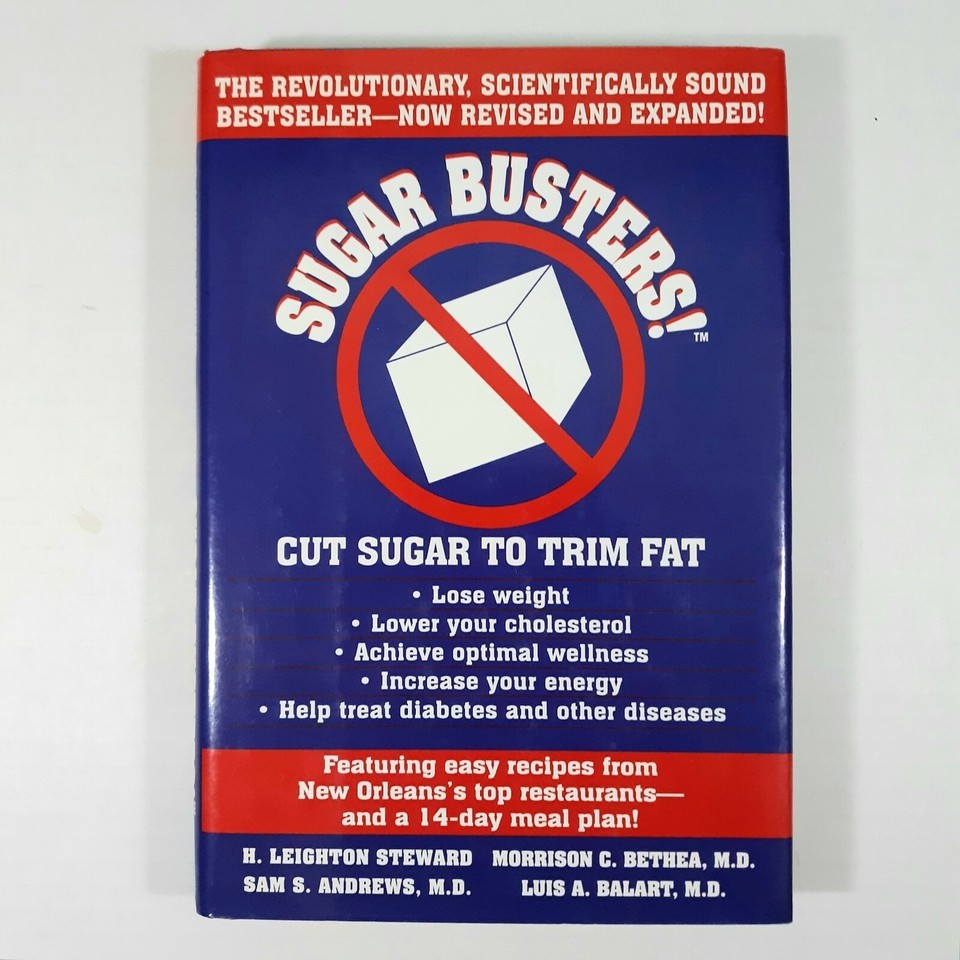 THE REVOLUTIONARY, SCIENTIFICALLY SOUND
BESTSELLER—NOW REVISED AND EXPANDED!
SUGAR BUSTERS!™
CUT SUGAR TO TRIM FAT
• Lose weight
• Lower your cholesterol
• Achieve optimal wellness
• Increase your energy
• Help treat diabetes and other diseases
Featuring easy recipes from
New Orleans's top restaurants—
and a 14-day meal plan!
H. LEIGHTON STEWARD MORRISON C. BETHEA, M.D.
SAM S. ANDREWS, M.D. LUIS A. BALART, M.D.